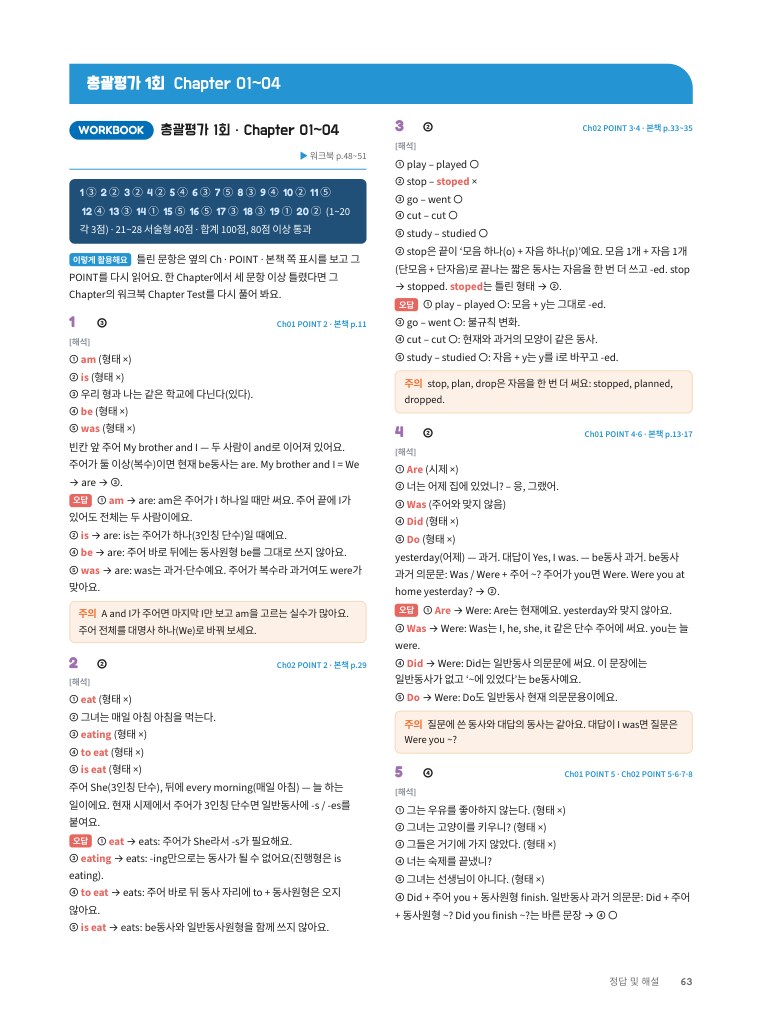 총괄평가 1회 Chapter 01~04
WORKBOOK 총괄평가 1회 · Chapter 01~04
▶ 워크북 p.48~51
1 ③ 2 ② 3 ② 4 ② 5 ④ 6 ③ 7 ⑤ 8 ③ 9 ④ 10 ② 11 ⑤
12 ④ 13 ③ 14 ① 15 ⑤ 16 ⑤ 17 ③ 18 ③ 19 ① 20 ② (1~20
각 3점) · 21~28 서술형 40점 · 합계 100점, 80점 이상 통과
이렇게 활용해요 틀린 문항은 옆의 Ch · POINT · 본책 쪽 표시를 보고 그
POINT를 다시 읽어요. 한 Chapter에서 세 문항 이상 틀렸다면 그
Chapter의 워크북 Chapter Test를 다시 풀어 봐요.
1 ③ Ch01 POINT 2 · 본책 p.11
[해석]
① am (형태 ×)
② is (형태 ×)
③ 우리 형과 나는 같은 학교에 다닌다(있다).
④ be (형태 ×)
⑤ was (형태 ×)
빈칸 앞 주어 My brother and I — 두 사람이 and로 이어져 있어요.
주어가 둘 이상(복수)이면 현재 be동사는 are. My brother and I = We
→ are → ③.
오답 ① am → are: am은 주어가 I 하나일 때만 써요. 주어 끝에 I가
있어도 전체는 두 사람이에요.
② is → are: is는 주어가 하나(3인칭 단수)일 때예요.
④ be → are: 주어 바로 뒤에는 동사원형 be를 그대로 쓰지 않아요.
⑤ was → are: was는 과거·단수예요. 주어가 복수라 과거여도 were가
맞아요.
주의 A and I가 주어면 마지막 I만 보고 am을 고르는 실수가 많아요.
주어 전체를 대명사 하나(We)로 바꿔 보세요.
2 ② Ch02 POINT 2 · 본책 p.29
[해석]
① eat (형태 ×)
② 그녀는 매일 아침 아침을 먹는다.
③ eating (형태 ×)
④ to eat (형태 ×)
⑤ is eat (형태 ×)
주어 She(3인칭 단수), 뒤에 every morning(매일 아침) — 늘 하는
일이에요. 현재 시제에서 주어가 3인칭 단수면 일반동사에 -s / -es를
붙여요.
오답 ① eat → eats: 주어가 She라서 -s가 필요해요.
③ eating → eats: -ing만으로는 동사가 될 수 없어요(진행형은 is
eating).
④ to eat → eats: 주어 바로 뒤 동사 자리에 to + 동사원형은 오지
않아요.
⑤ is eat → eats: be동사와 일반동사원형을 함께 쓰지 않아요.
3 ② Ch02 POINT 3·4 · 본책 p.33~35
[해석]
① play – played ○
② stop – stoped ×
③ go – went ○
④ cut – cut ○
⑤ study – studied ○
② stop은 끝이 '모음 하나(o) + 자음 하나(p)'예요. 모음 1개 + 자음 1개
(단모음 + 단자음)로 끝나는 짧은 동사는 자음을 한 번 더 쓰고 -ed. stop
→ stopped. stoped는 틀린 형태 → ②.
오답 ① play – played ○: 모음 + y는 그대로 -ed.
③ go – went ○: 불규칙 변화.
④ cut – cut ○: 현재와 과거의 모양이 같은 동사.
⑤ study – studied ○: 자음 + y는 y를 i로 바꾸고 -ed.
주의 stop, plan, drop은 자음을 한 번 더 써요: stopped, planned,
dropped.
4 ② Ch01 POINT 4·6 · 본책 p.13·17
[해석]
① Are (시제 ×)
② 너는 어제 집에 있었니? – 응, 그랬어.
③ Was (주어와 맞지 않음)
④ Did (형태 ×)
⑤ Do (형태 ×)
yesterday(어제) — 과거. 대답이 Yes, I was. — be동사 과거. be동사
과거 의문문: Was / Were + 주어 ~? 주어가 you면 Were. Were you at
home yesterday? → ②.
오답 ① Are → Were: Are는 현재예요. yesterday와 맞지 않아요.
③ Was → Were: Was는 I, he, she, it 같은 단수 주어에 써요. you는 늘
were.
④ Did → Were: Did는 일반동사 의문문에 써요. 이 문장에는
일반동사가 없고 '~에 있었다'는 be동사예요.
⑤ Do → Were: Do도 일반동사 현재 의문문용이에요.
주의 질문에 쓴 동사와 대답의 동사는 같아요. 대답이 I was면 질문은
Were you ~?
5 ④ Ch01 POINT 5 · Ch02 POINT 5·6·7·8
[해석]
① 그는 우유를 좋아하지 않는다. (형태 ×)
② 그녀는 고양이를 키우니? (형태 ×)
③ 그들은 거기에 가지 않았다. (형태 ×)
④ 너는 숙제를 끝냈니?
⑤ 그녀는 선생님이 아니다. (형태 ×)
④ Did + 주어 you + 동사원형 finish. 일반동사 과거 의문문: Did + 주어
+ 동사원형 ~? Did you finish ~?는 바른 문장 → ④ ○
정답 및 해설 63